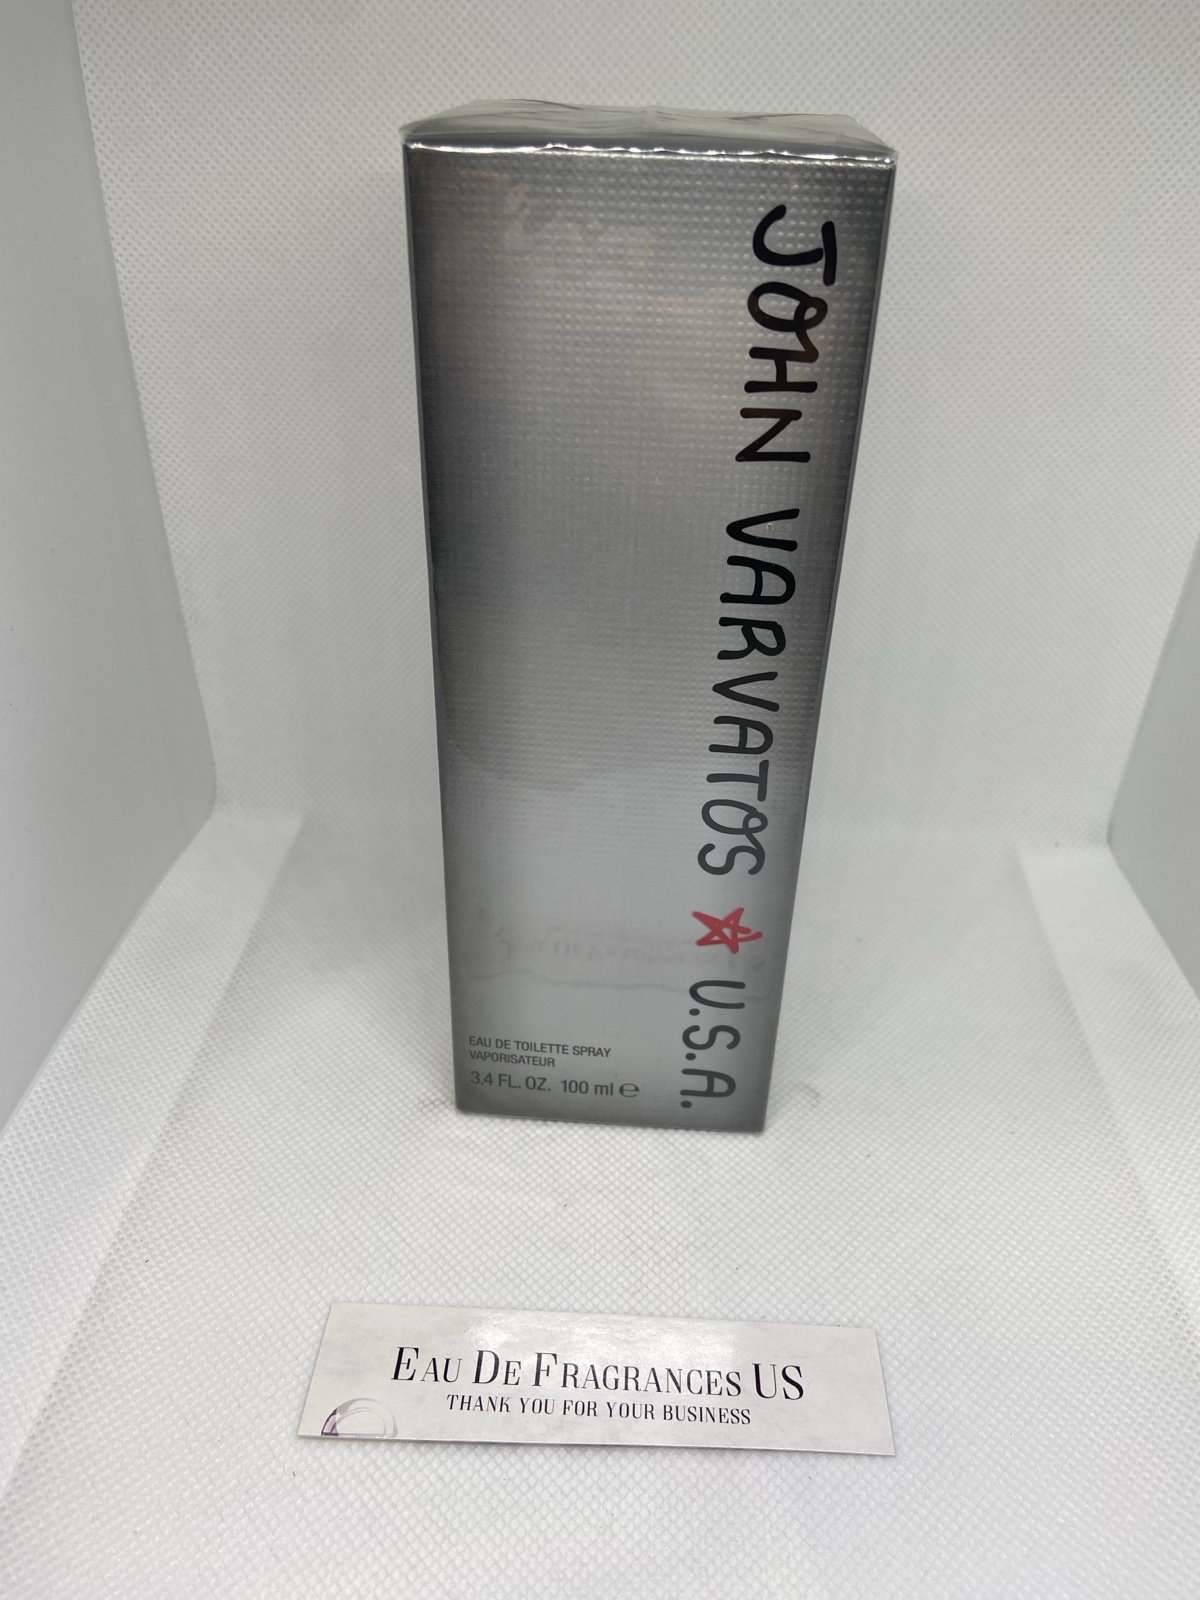 JOHN VARVATOS ★ U.S.A.
EAU DE TOILETTE SPRAY
VAPORISATEUR
3.4 FL. OZ. 100 ml ℮
EAU DE FRAGRANCES US
THANK YOU FOR YOUR BUSINESS